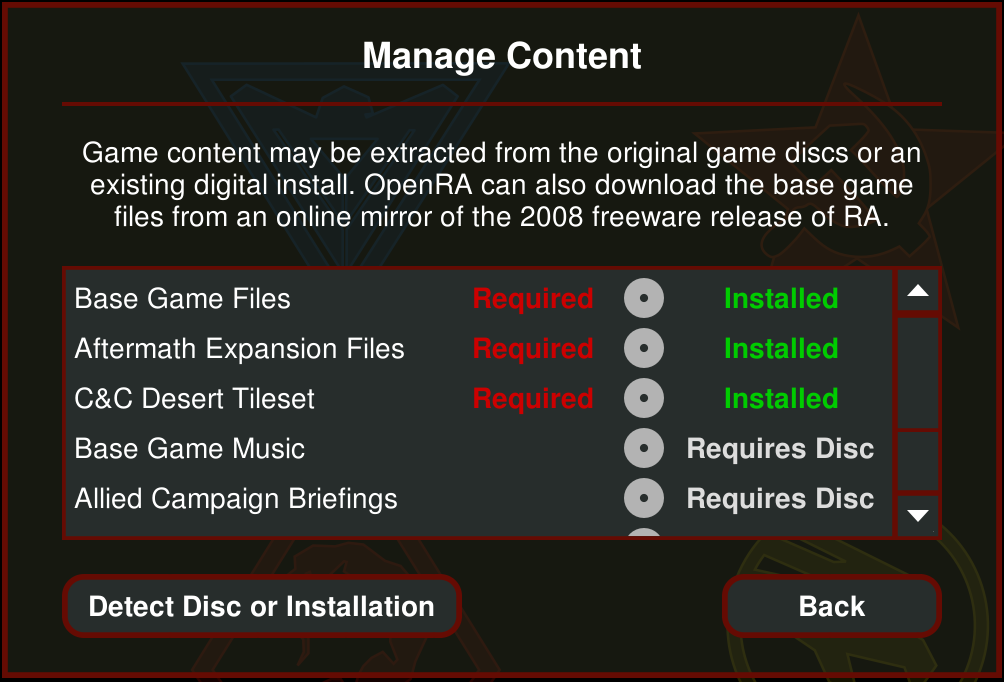 Manage Content
Game content may be extracted from the original game discs or an
existing digital install. OpenRA can also download the base game
files from an online mirror of the 2008 freeware release of RA.
Base Game Files Required Installed
Aftermath Expansion Files Required Installed
C&C Desert Tileset Required Installed
Base Game Music Requires Disc
Allied Campaign Briefings Requires Disc
Detect Disc or Installation Back